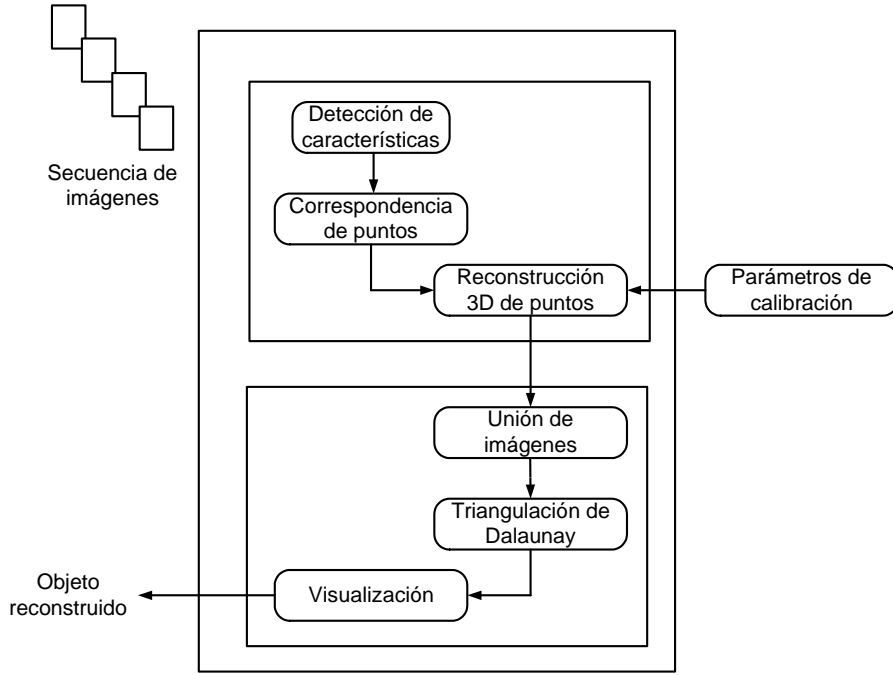 Secuencia de
imágenes
Detección de
características
Correspondencia
de puntos
Reconstrucción
3D de puntos
Parámetros de
calibración
Unión de
imágenes
Triangulación de
Dalaunay
Visualización
Objeto
reconstruido